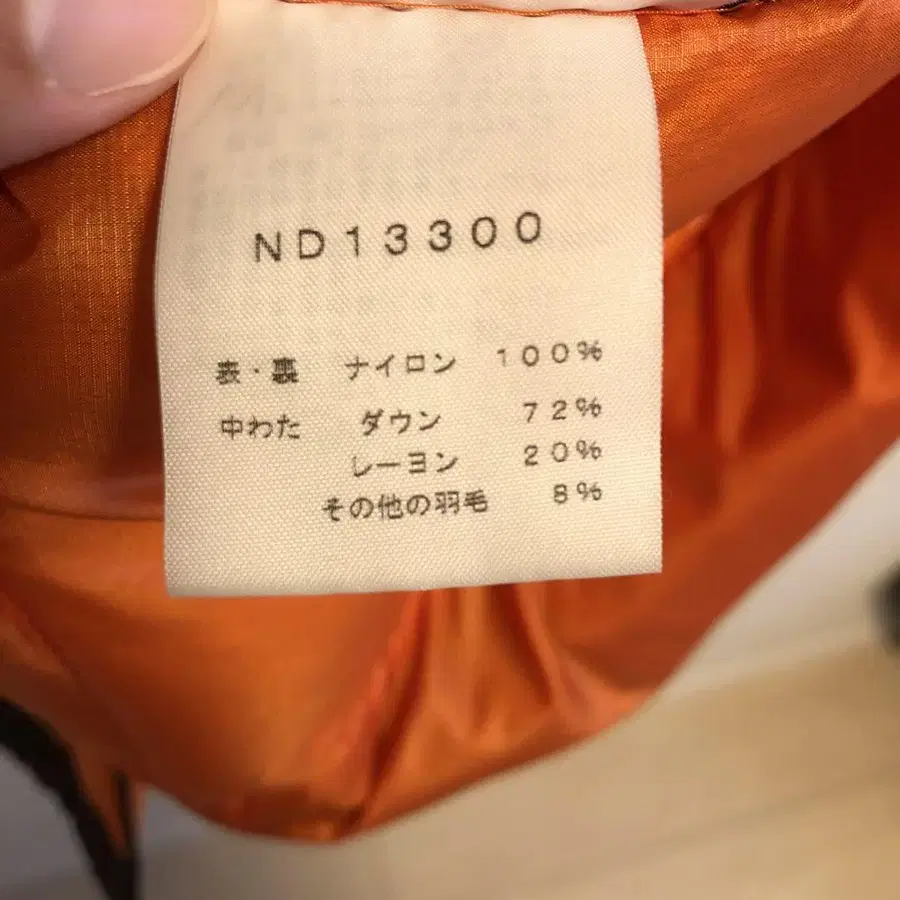 ND13300
表・裏 ナイロン 100%
中わた ダウン 72%
レーヨン 20%
その他の羽毛 8%